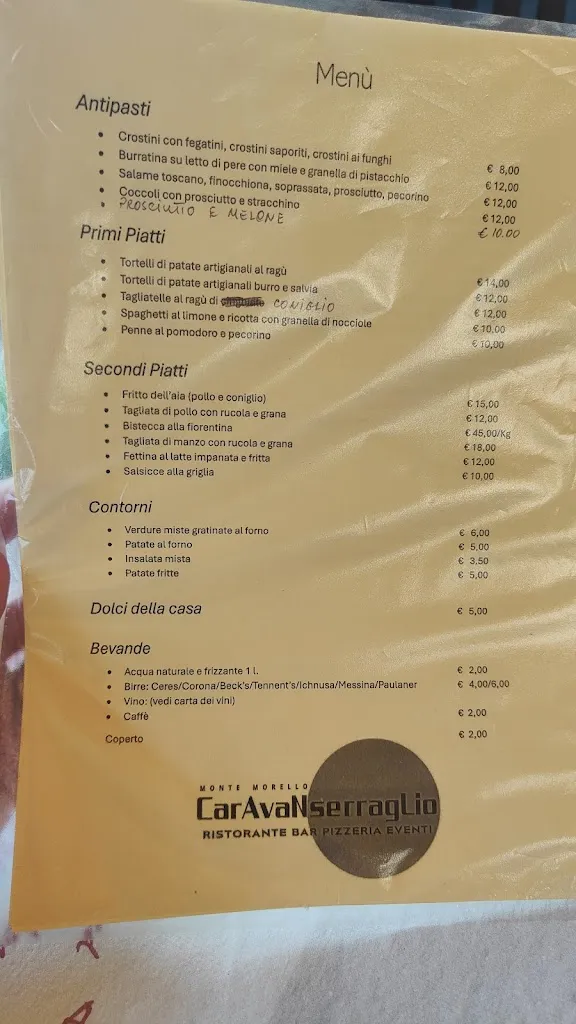 Menù
Antipasti
• Crostini con fegatini, crostini saporiti, crostini ai funghi € 8,00
• Burratina su letto di pere con miele e granella di pistacchio €12,00
• Salame toscano, finocchiona, soprassata, prosciutto, pecorino €12,00
• Coccoli con prosciutto e stracchino €12,00
• PROSCIUTTO E MELONE € 10.00
Primi Piatti
• Tortelli di patate artigianali al ragù €14,00
• Tortelli di patate artigianali burro e salvia €12,00
• Tagliatelle al ragù di CONIGLIO €12,00
• Spaghetti al limone e ricotta con granella di nocciole €10,00
• Penne al pomodoro e pecorino €10,00
Secondi Piatti
• Fritto dell'aia (pollo e coniglio) €15,00
• Tagliata di pollo con rucola e grana €12,00
• Bistecca alla fiorentina €45,00/Kg
• Tagliata di manzo con rucola e grana €18,00
• Fettina al latte impanata e fritta €12,00
• Salsicce alla griglia €10,00
Contorni
• Verdure miste gratinate al forno € 6,00
• Patate al forno € 5,00
• Insalata mista € 3,50
• Patate fritte € 5,00
Dolci della casa € 5,00
Bevande
• Acqua naturale e frizzante 1 l. € 2,00
• Birre: Ceres/Corona/Beck's/Tennent's/Ichnusa/Messina/Paulaner € 4,00/6,00
• Vino: (vedi carta dei vini)
• Caffè € 2,00
Coperto € 2,00
MONTE MORELLO
CarAvaNserragLio
RISTORANTE BAR PIZZERIA EVENTI